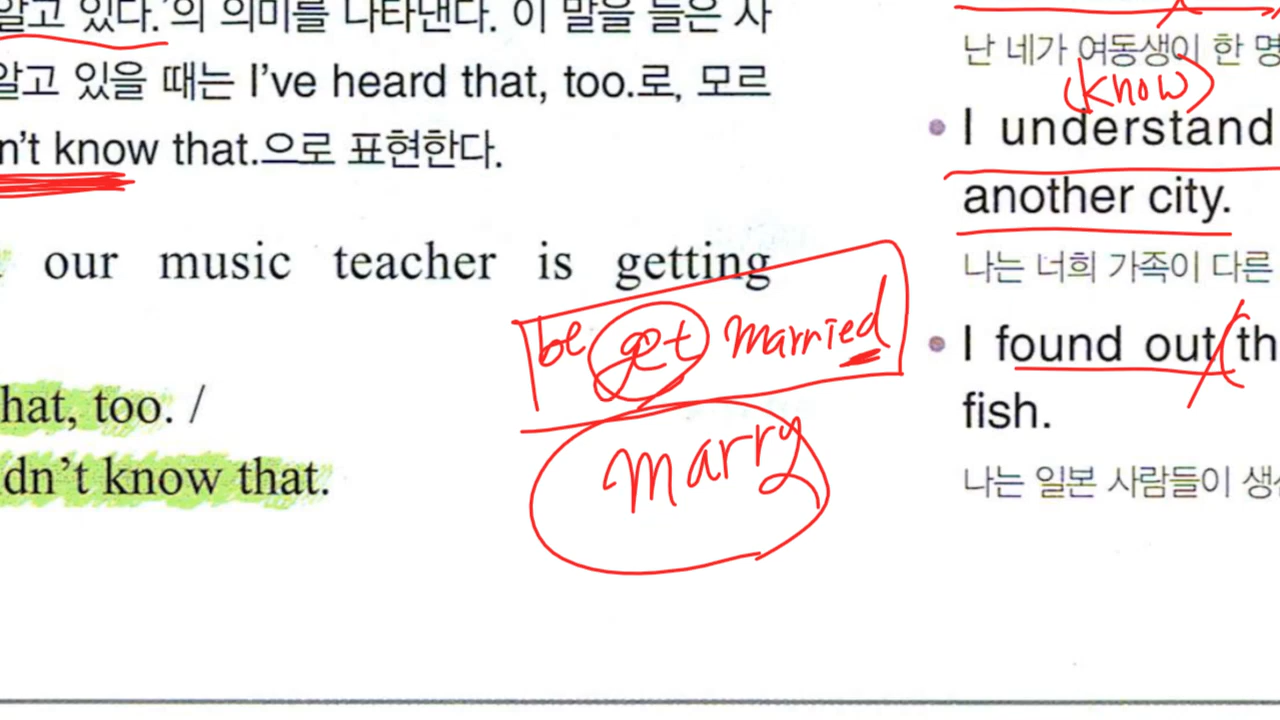 알고 있다.'의 의미를 나타낸다. 이 말을 들은 사
알고 있을 때는 I've heard that, too.로, 모르
n't know that.으로 표현한다.
our music teacher is getting
be get married
marry
hat, too. /
dn't know that.
난 네가 여동생이 한 명
(know)
I understand
another city.
나는 너희 가족이 다른
I found out th
fish.
나는 일본 사람들이 생선